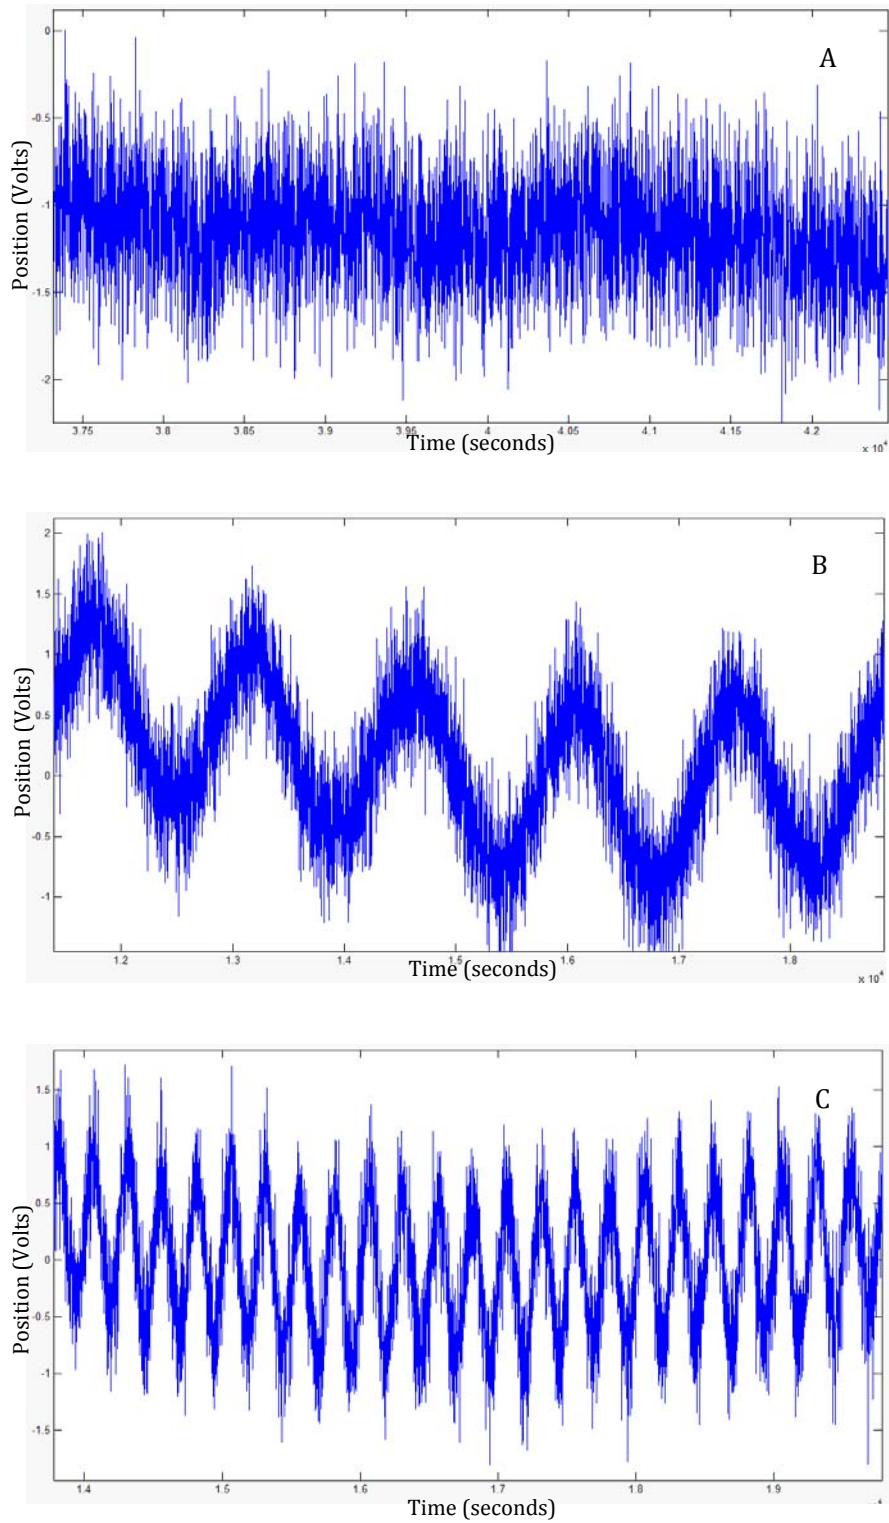 A
0
-0.5
-1
-1.5
-2
Position (Volts)
3.75 3.8 3.85 3.9 3.95 4 4.05 4.1 4.15 4.2
Time (seconds)
x 10⁴
B
2
1.5
1
0.5
0
-0.5
-1
Position (Volts)
1.2 1.3 1.4 1.5 1.6 1.7 1.8
Time (seconds)
x 10⁴
C
1.5
1
0.5
0
-0.5
-1
-1.5
Position (Volts)
1.4 1.5 1.6 1.7 1.8 1.9
Time (seconds)